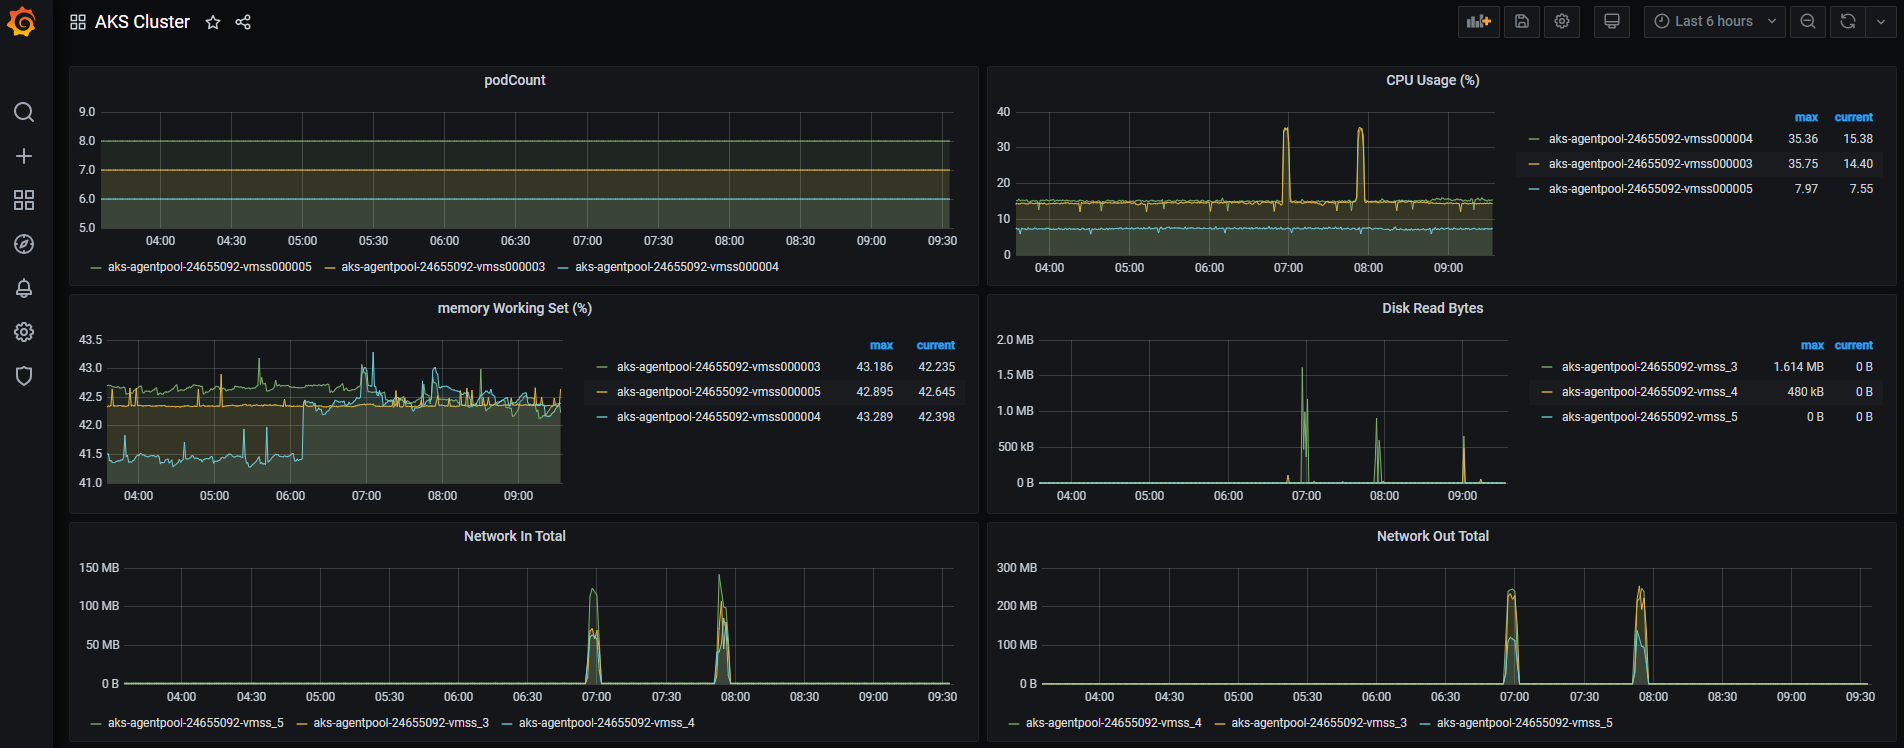 AKS Cluster
Last 6 hours
podCount
9.0
8.0
7.0
6.0
5.0
04:00 04:30 05:00 05:30 06:00 06:30 07:00 07:30 08:00 08:30 09:00 09:30
aks-agentpool-24655092-vmss000005 aks-agentpool-24655092-vmss000003 aks-agentpool-24655092-vmss000004
CPU Usage (%)
40
30
20
10
0
04:00 05:00 06:00 07:00 08:00 09:00
max current
aks-agentpool-24655092-vmss000004 35.36 15.38
aks-agentpool-24655092-vmss000003 35.75 14.40
aks-agentpool-24655092-vmss000005 7.97 7.55
memory Working Set (%)
43.5
43.0
42.5
42.0
41.5
41.0
04:00 05:00 06:00 07:00 08:00 09:00
max current
aks-agentpool-24655092-vmss000003 43.186 42.235
aks-agentpool-24655092-vmss000005 42.895 42.645
aks-agentpool-24655092-vmss000004 43.289 42.398
Disk Read Bytes
2.0 MB
1.5 MB
1.0 MB
500 kB
0 B
04:00 05:00 06:00 07:00 08:00 09:00
max current
aks-agentpool-24655092-vmss_3 1.614 MB 0 B
aks-agentpool-24655092-vmss_4 480 kB 0 B
aks-agentpool-24655092-vmss_5 0 B 0 B
Network In Total
150 MB
100 MB
50 MB
0 B
04:00 04:30 05:00 05:30 06:00 06:30 07:00 07:30 08:00 08:30 09:00 09:30
aks-agentpool-24655092-vmss_5 aks-agentpool-24655092-vmss_3 aks-agentpool-24655092-vmss_4
Network Out Total
300 MB
200 MB
100 MB
0 B
04:00 04:30 05:00 05:30 06:00 06:30 07:00 07:30 08:00 08:30 09:00 09:30
aks-agentpool-24655092-vmss_4 aks-agentpool-24655092-vmss_3 aks-agentpool-24655092-vmss_5